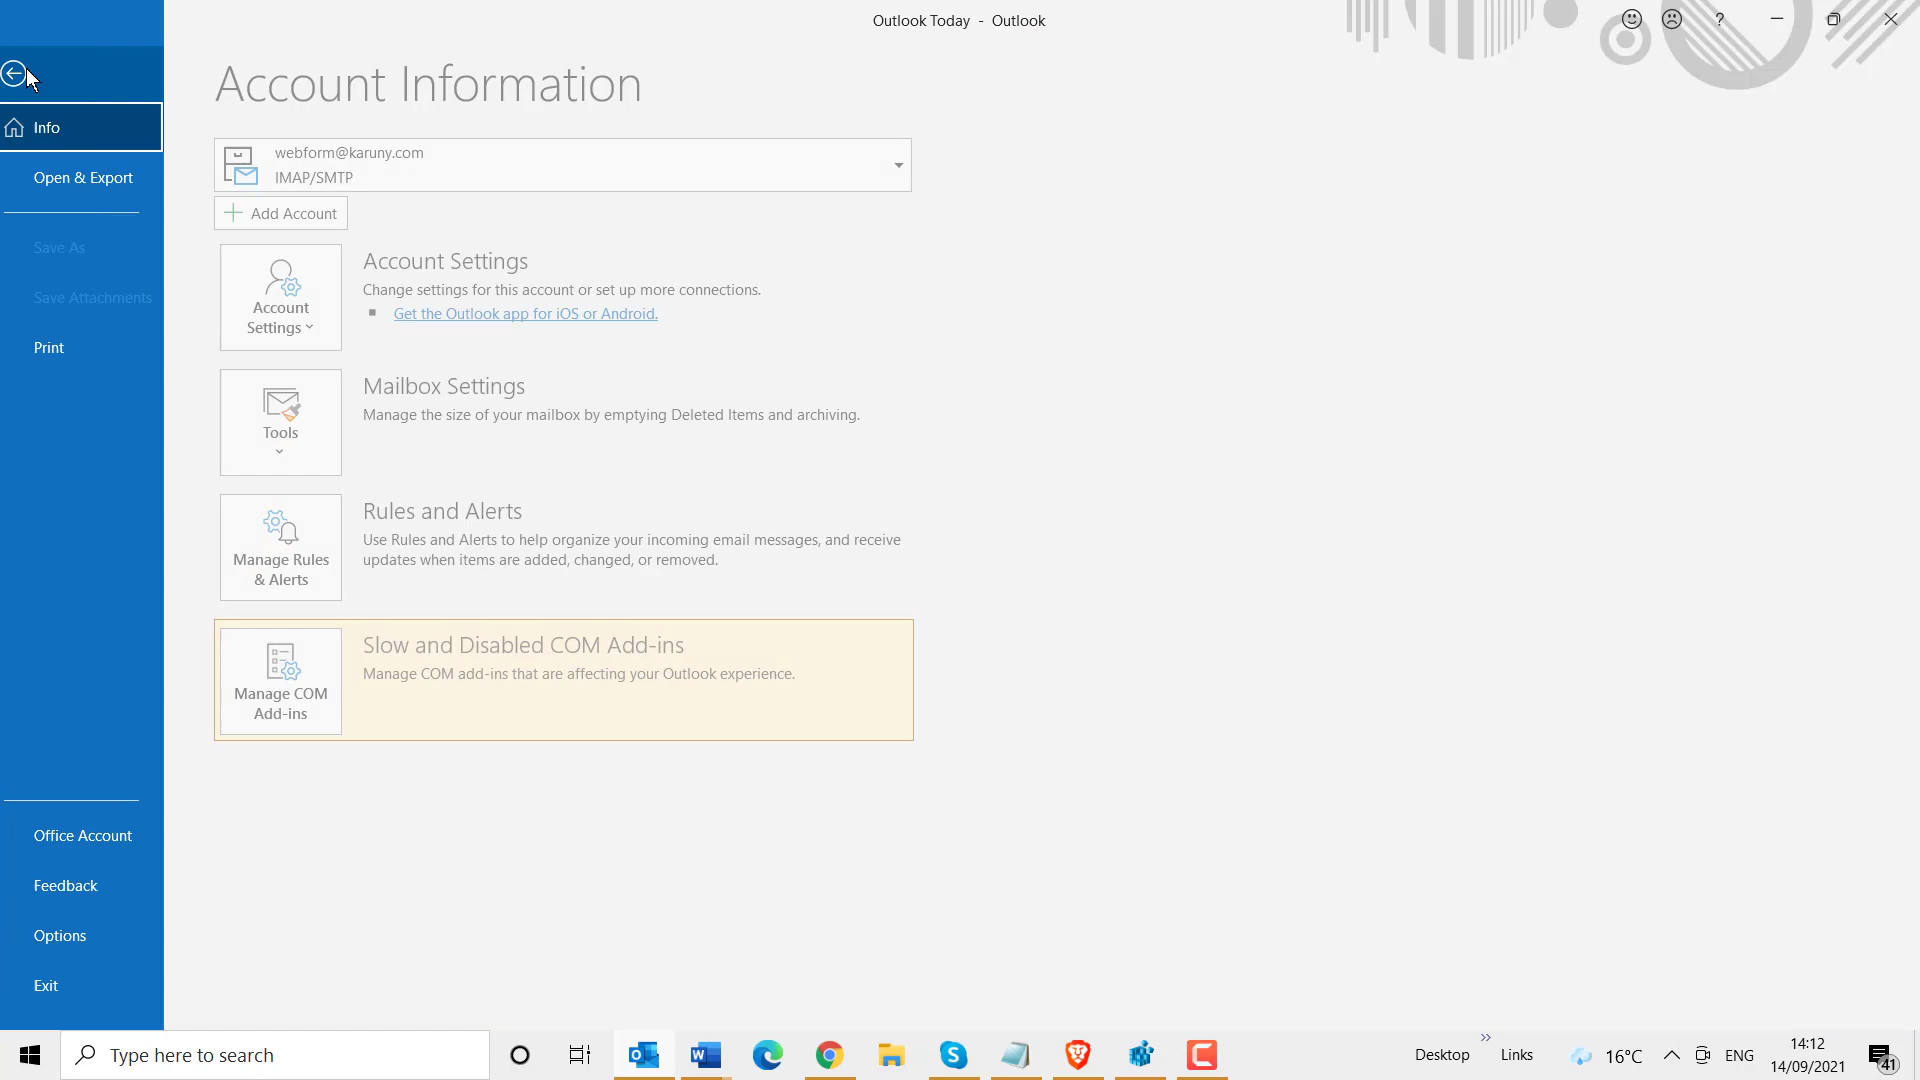 Outlook Today - Outlook
?
Account Information
Info
webform@karuny.com
IMAP/SMTP
Open & Export
Add Account
Save As
Account Settings
Account
Settings
Change settings for this account or set up more connections.
Get the Outlook app for iOS or Android.
Save Attachments
Print
Mailbox Settings
Tools
Manage the size of your mailbox by emptying Deleted Items and archiving.
Rules and Alerts
Manage Rules
& Alerts
Use Rules and Alerts to help organize your incoming email messages, and receive
updates when items are added, changed, or removed.
Slow and Disabled COM Add-ins
Manage COM
Add-ins
Manage COM add-ins that are affecting your Outlook experience.
Office Account
Feedback
Options
Exit
Type here to search
Desktop
Links
16°C
ENG
14:12
14/09/2021
41